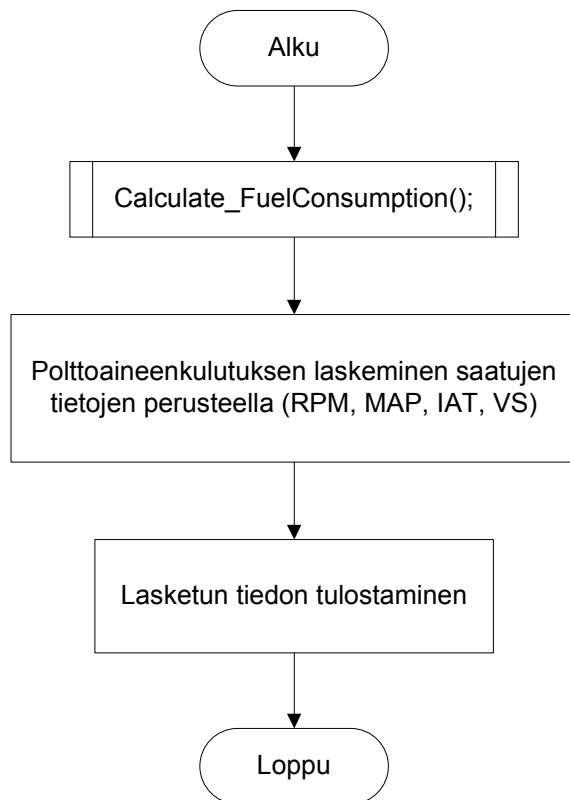 Alku
Calculate_FuelConsumption();
Polttoaineenkulutuksen laskeminen saatujen
tietojen perusteella (RPM, MAP, IAT, VS)
Lasketun tiedon tulostaminen
Loppu